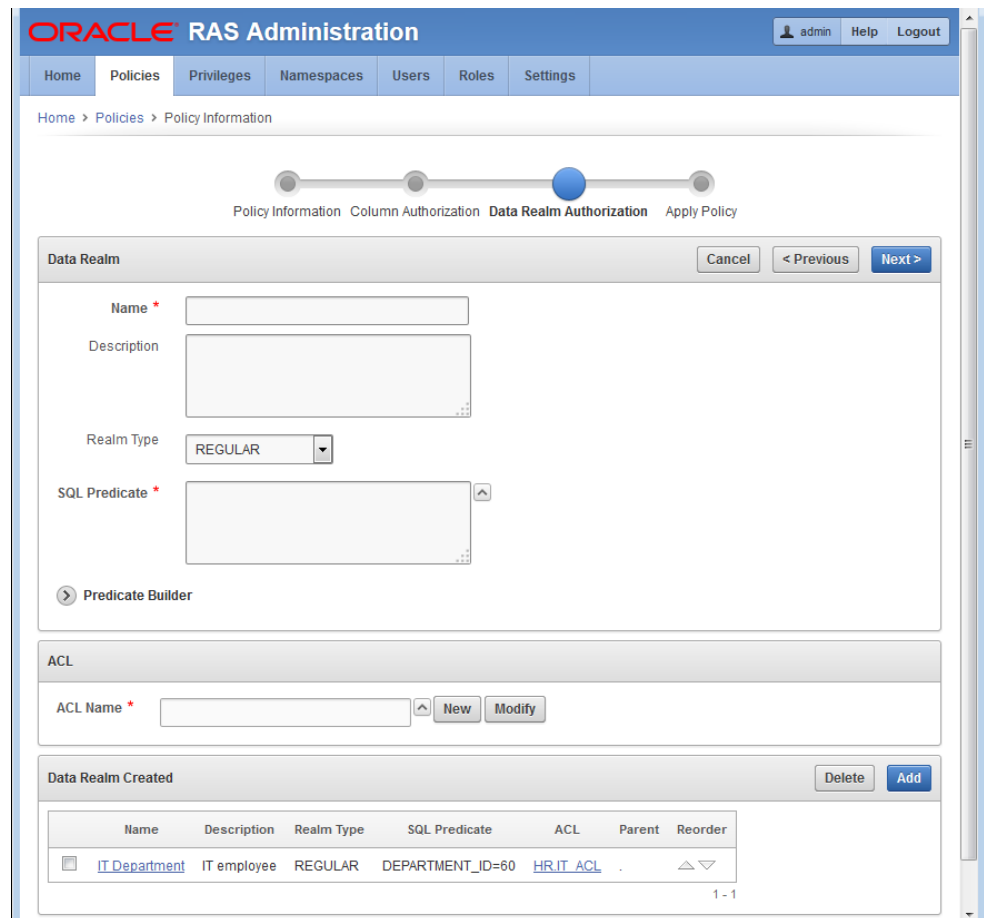 ORACLE RAS Administration
admin Help Logout
Home Policies Privileges Namespaces Users Roles Settings
Home > Policies > Policy Information
Policy Information Column Authorization Data Realm Authorization Apply Policy
Data Realm Cancel < Previous Next >
Name *
Description
Realm Type REGULAR
SQL Predicate *
Predicate Builder
ACL
ACL Name * New Modify
Data Realm Created Delete Add
Name Description Realm Type SQL Predicate ACL Parent Reorder
IT Department IT employee REGULAR DEPARTMENT_ID=60 HR.IT_ACL .
1 - 1